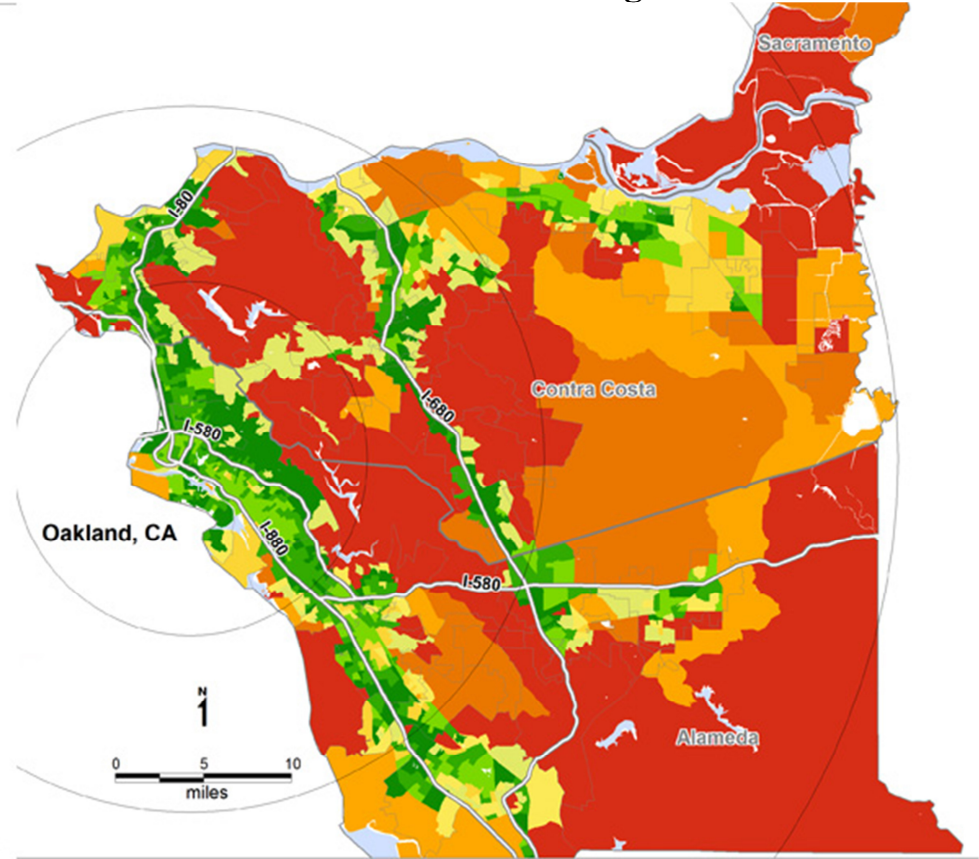 Sacramento
I-80
Contra Costa
I-680
I-580
Oakland, CA
I-880
I-580
N
Alameda
0 5 10
miles